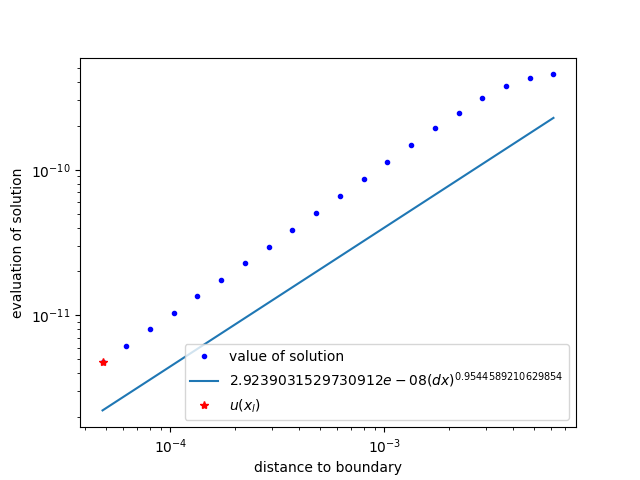 10⁻¹⁰
10⁻¹¹
evaluation of solution
value of solution
2.9239031529730912e − 08(dx)^0.9544589210629854
u(x_l)
10⁻⁴ 10⁻³
distance to boundary